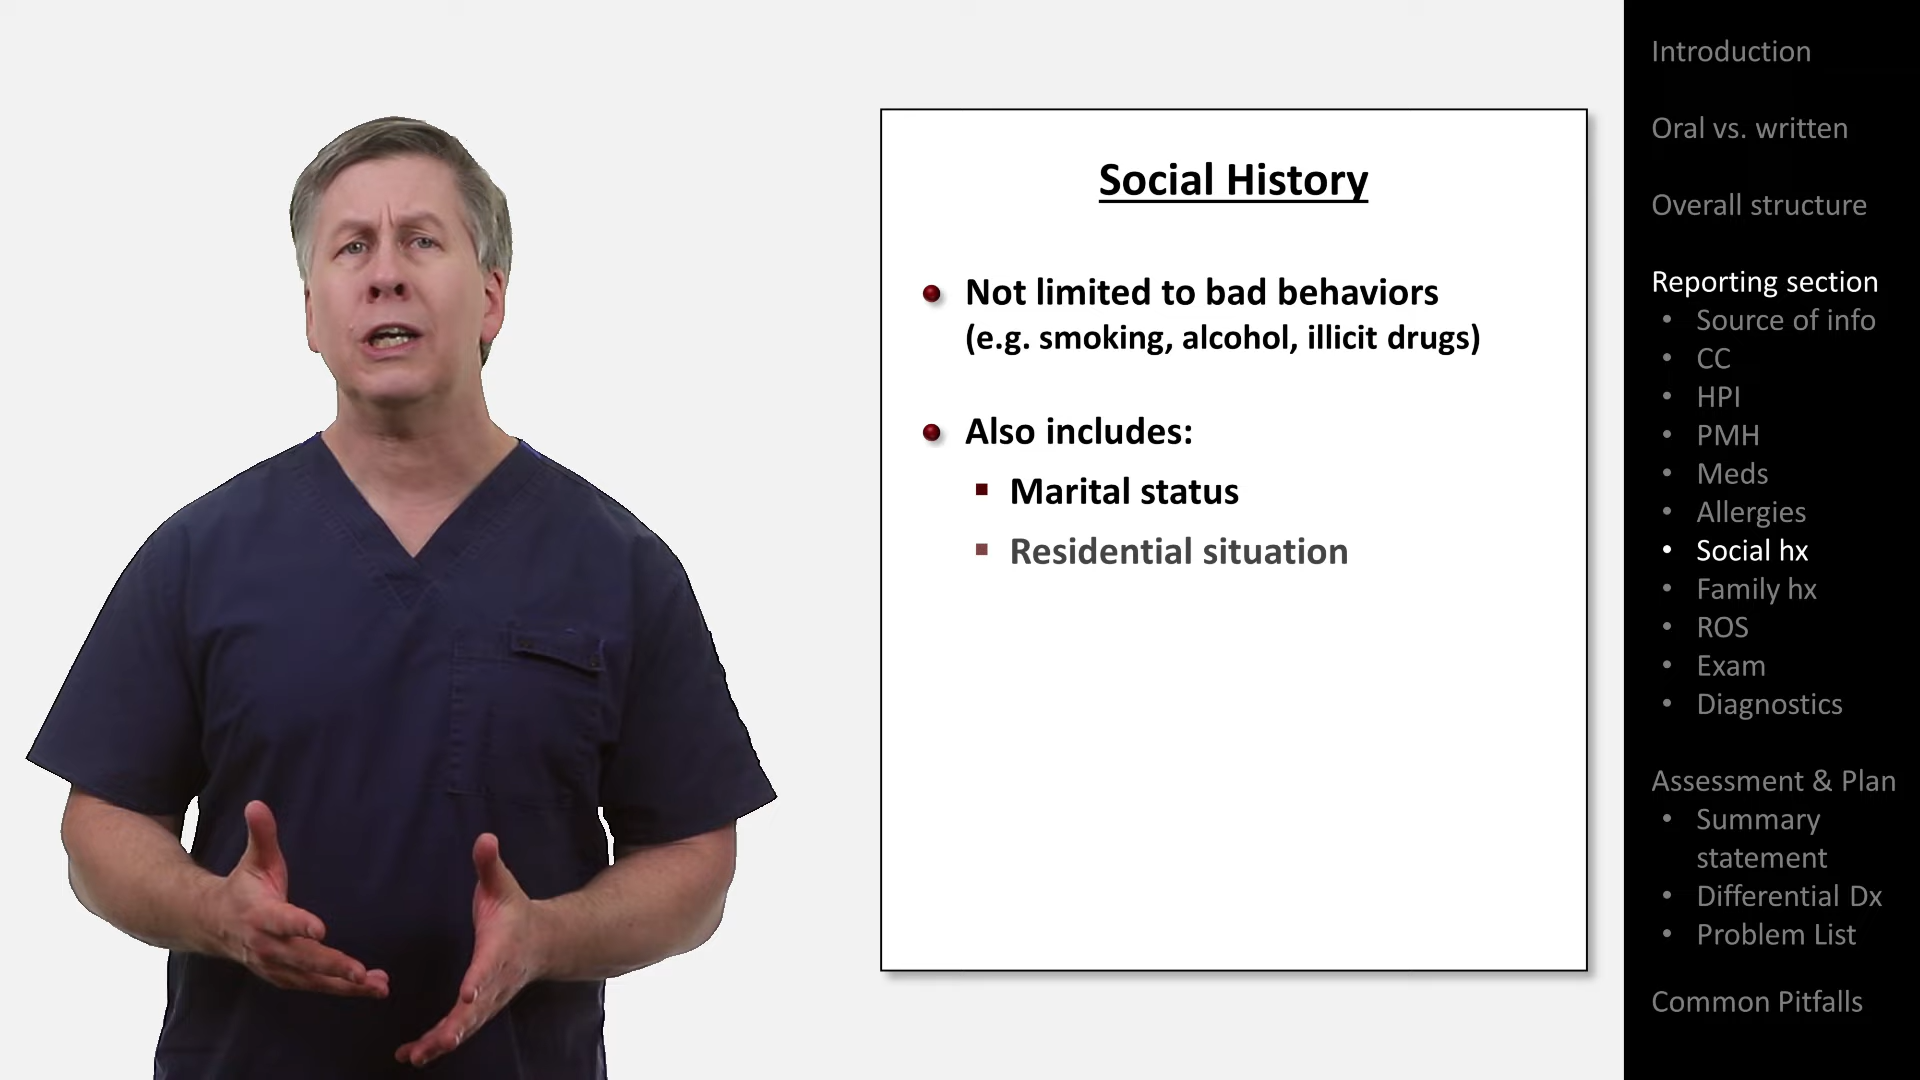 Social History
Not limited to bad behaviors
(e.g. smoking, alcohol, illicit drugs)
Also includes:
Marital status
Residential situation
Introduction
Oral vs. written
Overall structure
Reporting section
• Source of info
• CC
• HPI
• PMH
• Meds
• Allergies
• Social hx
• Family hx
• ROS
• Exam
• Diagnostics
Assessment & Plan
• Summary
statement
• Differential Dx
• Problem List
Common Pitfalls